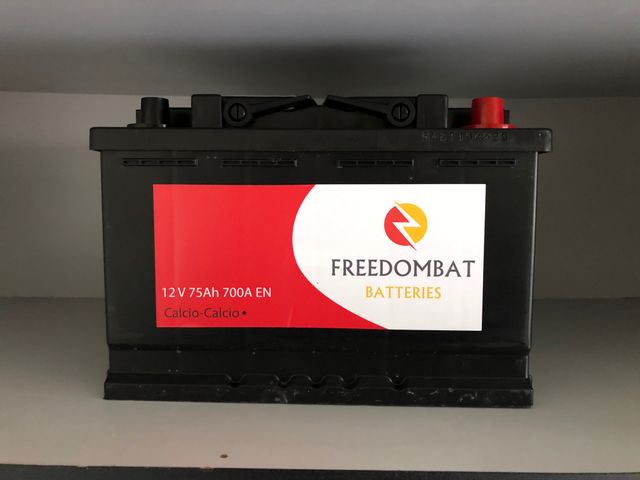 FREEDOMBAT
BATTERIES
12 V 75Ah 700A EN
Calcio-Calcio •